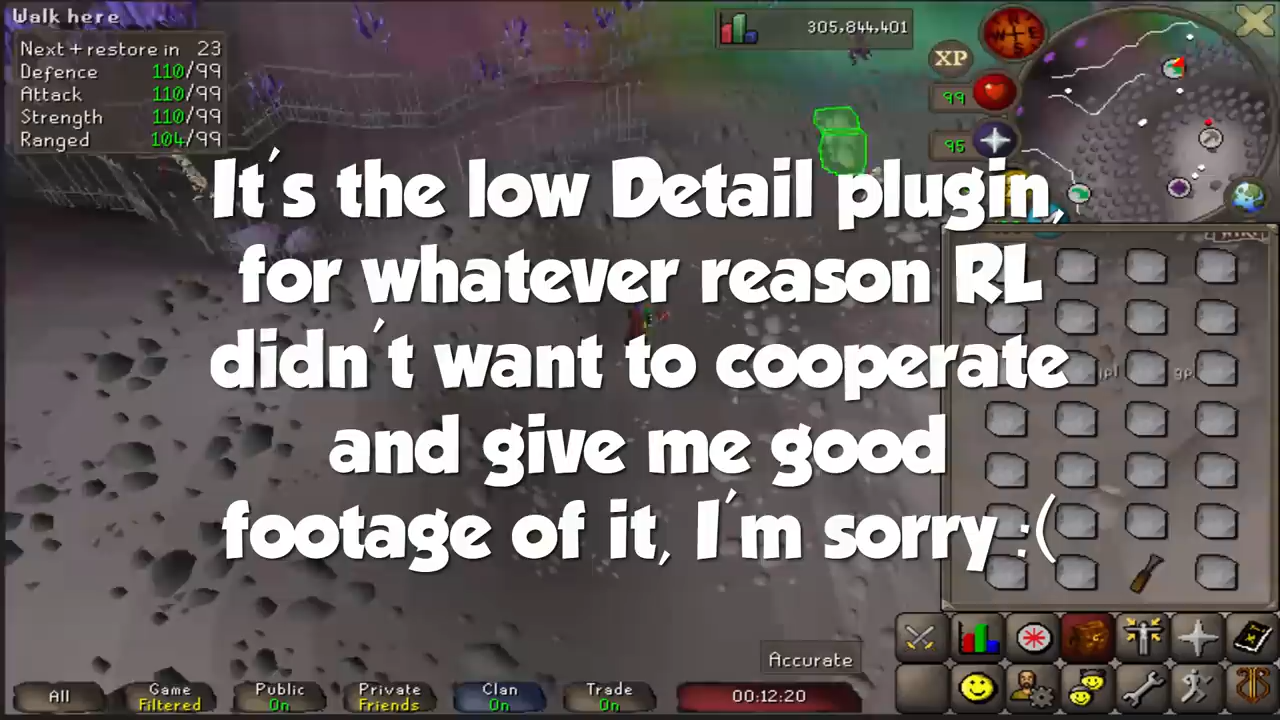 Walk here
305,844,401
Next + restore in 23
Defence 110/99
Attack 110/99
Strength 110/99
Ranged 104/99
XP
99
95
It's the low Detail plugin,
for whatever reason RL
didn't want to cooperate
and give me good
footage of it, I'm sorry :(
Accurate
All
Game
Filtered
Public
On
Private
Friends
Clan
On
Trade
On
00:12:20